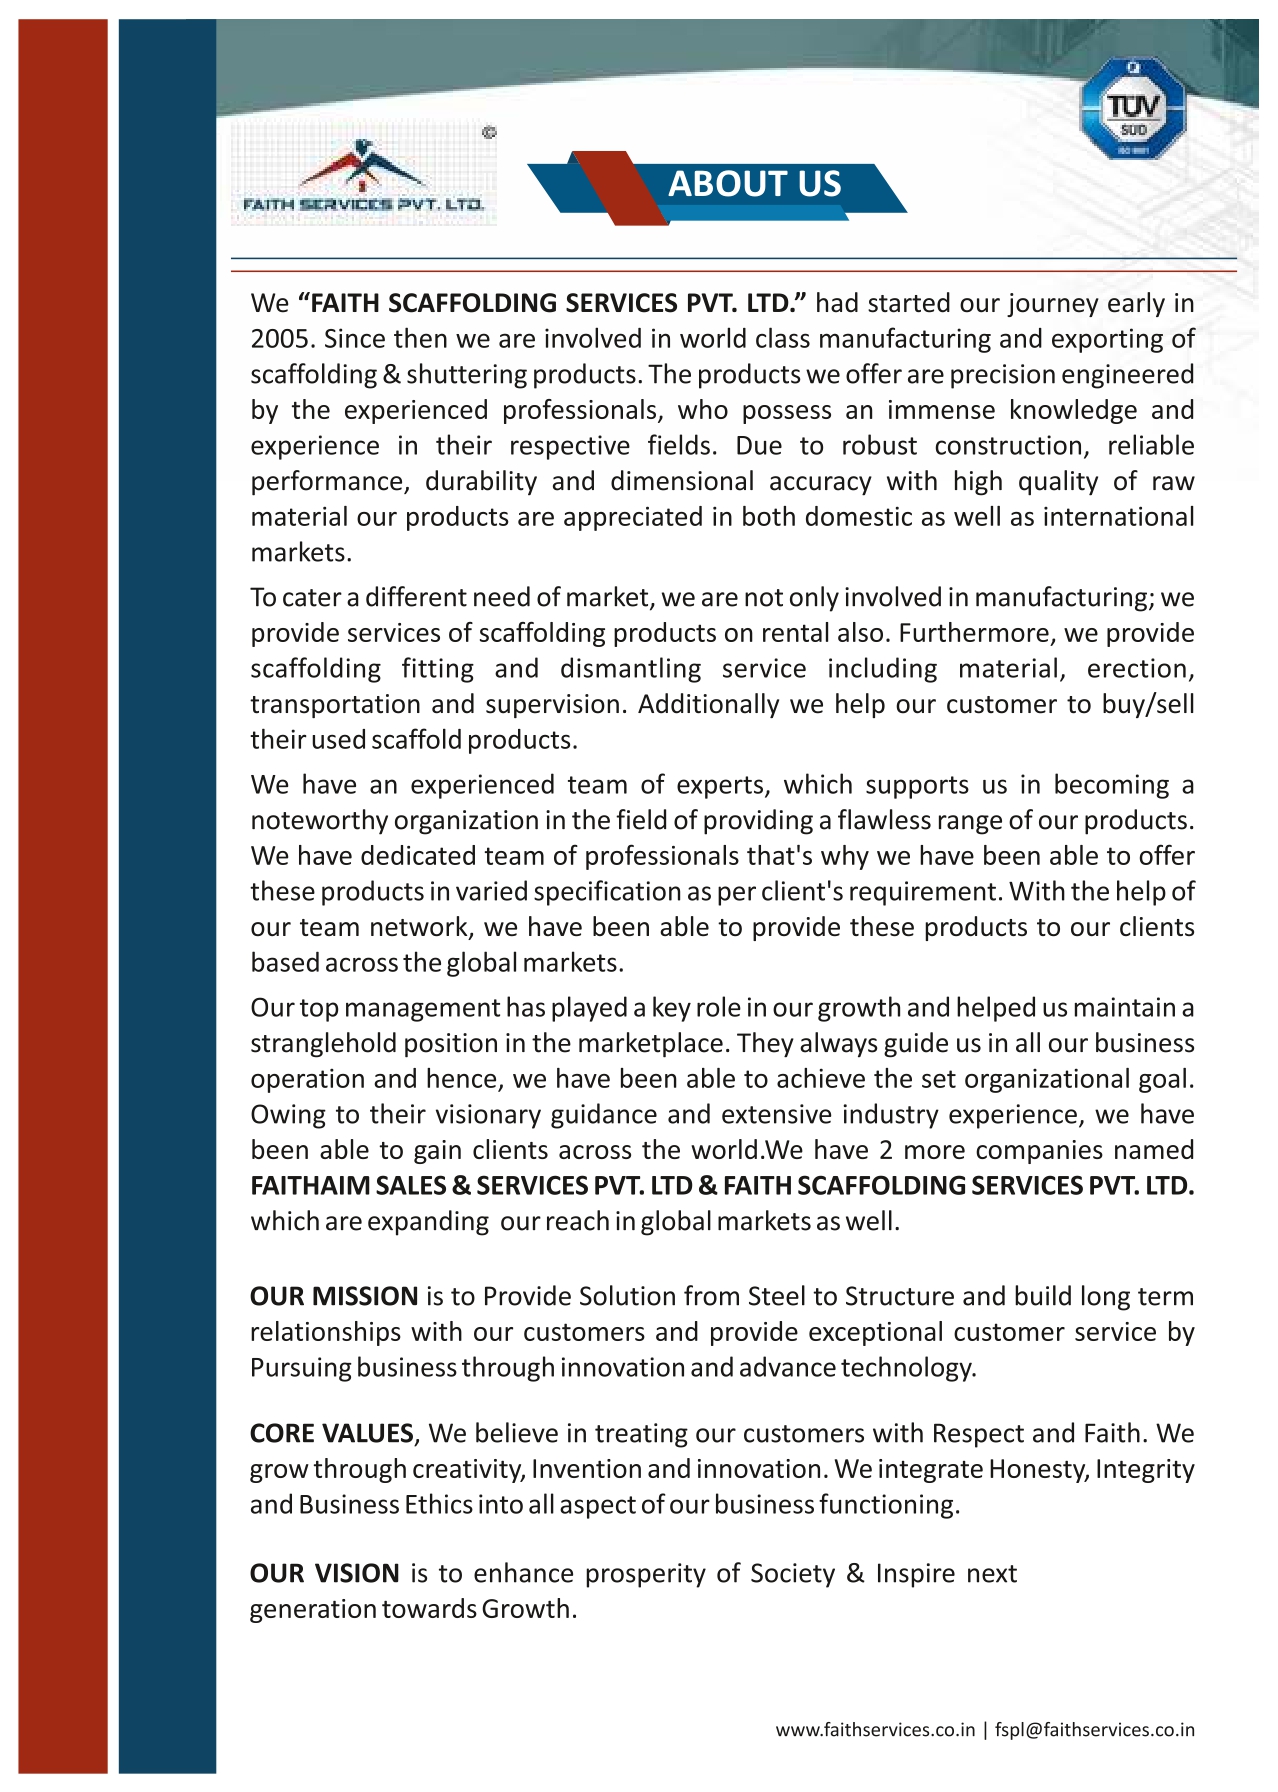 ©
FAITH SERVICES PVT. LTD.
ABOUT US
TÜV
SÜD
ISO 9001
We “FAITH SCAFFOLDING SERVICES PVT. LTD.” had started our journey early in
2005. Since then we are involved in world class manufacturing and exporting of
scaffolding & shuttering products. The products we offer are precision engineered
by the experienced professionals, who possess an immense knowledge and
experience in their respective fields. Due to robust construction, reliable
performance, durability and dimensional accuracy with high quality of raw
material our products are appreciated in both domestic as well as international
markets.
To cater a different need of market, we are not only involved in manufacturing; we
provide services of scaffolding products on rental also. Furthermore, we provide
scaffolding fitting and dismantling service including material, erection,
transportation and supervision. Additionally we help our customer to buy/sell
their used scaffold products.
We have an experienced team of experts, which supports us in becoming a
noteworthy organization in the field of providing a flawless range of our products.
We have dedicated team of professionals that's why we have been able to offer
these products in varied specification as per client's requirement. With the help of
our team network, we have been able to provide these products to our clients
based across the global markets.
Our top management has played a key role in our growth and helped us maintain a
stranglehold position in the marketplace. They always guide us in all our business
operation and hence, we have been able to achieve the set organizational goal.
Owing to their visionary guidance and extensive industry experience, we have
been able to gain clients across the world.We have 2 more companies named
FAITHAIM SALES & SERVICES PVT. LTD & FAITH SCAFFOLDING SERVICES PVT. LTD.
which are expanding our reach in global markets as well.
OUR MISSION is to Provide Solution from Steel to Structure and build long term
relationships with our customers and provide exceptional customer service by
Pursuing business through innovation and advance technology.
CORE VALUES, We believe in treating our customers with Respect and Faith. We
grow through creativity, Invention and innovation. We integrate Honesty, Integrity
and Business Ethics into all aspect of our business functioning.
OUR VISION is to enhance prosperity of Society & Inspire next
generation towards Growth.
www.faithservices.co.in | fspl@faithservices.co.in